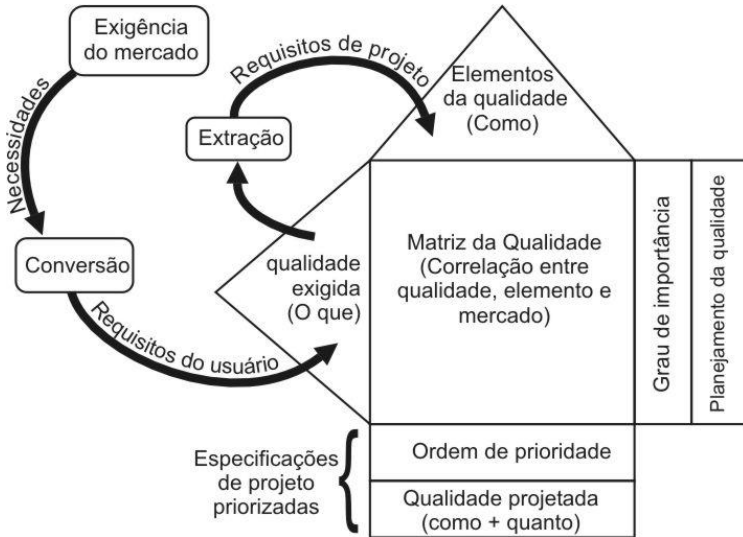 Exigência
do mercado
Necessidades
Conversão
Requisitos do usuário
qualidade
exigida
(O que)
Extração
Requisitos de projeto
Elementos
da qualidade
(Como)
Matriz da Qualidade
(Correlação entre
qualidade, elemento e
mercado)
Grau de importância
Planejamento da qualidade
Especificações
de projeto
priorizadas
Ordem de prioridade
Qualidade projetada
(como + quanto)